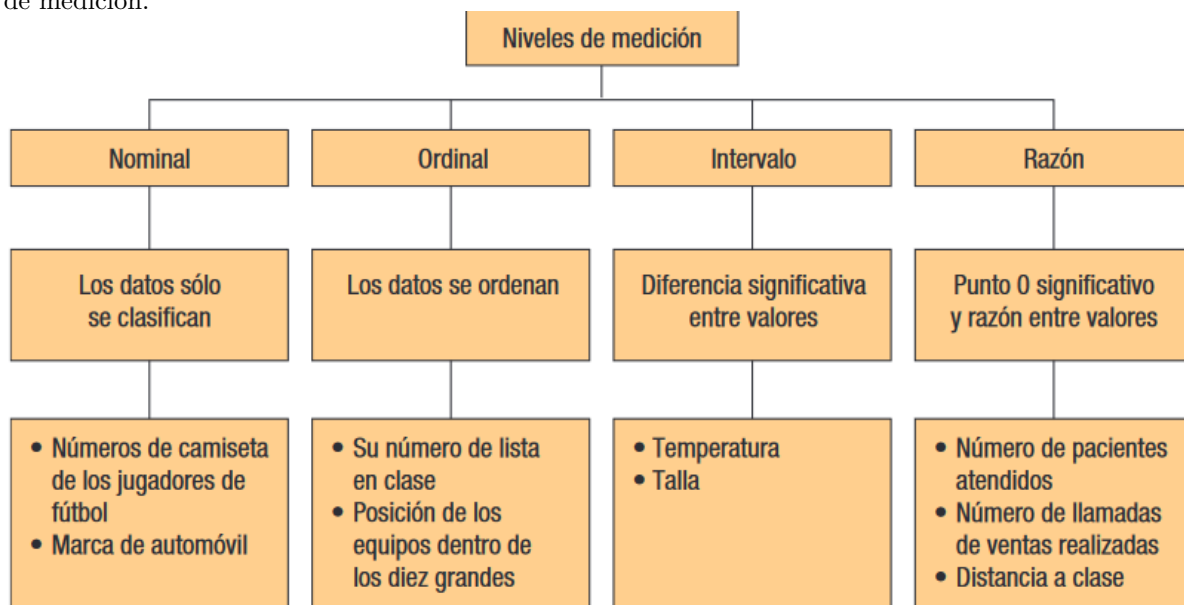 de medición.
Niveles de medición
Nominal
Ordinal
Intervalo
Razón
Los datos sólo
se clasifican
Los datos se ordenan
Diferencia significativa
entre valores
Punto 0 significativo
y razón entre valores
• Números de camiseta
de los jugadores de
fútbol
• Marca de automóvil
• Su número de lista
en clase
• Posición de los
equipos dentro de
los diez grandes
• Temperatura
• Talla
• Número de pacientes
atendidos
• Número de llamadas
de ventas realizadas
• Distancia a clase